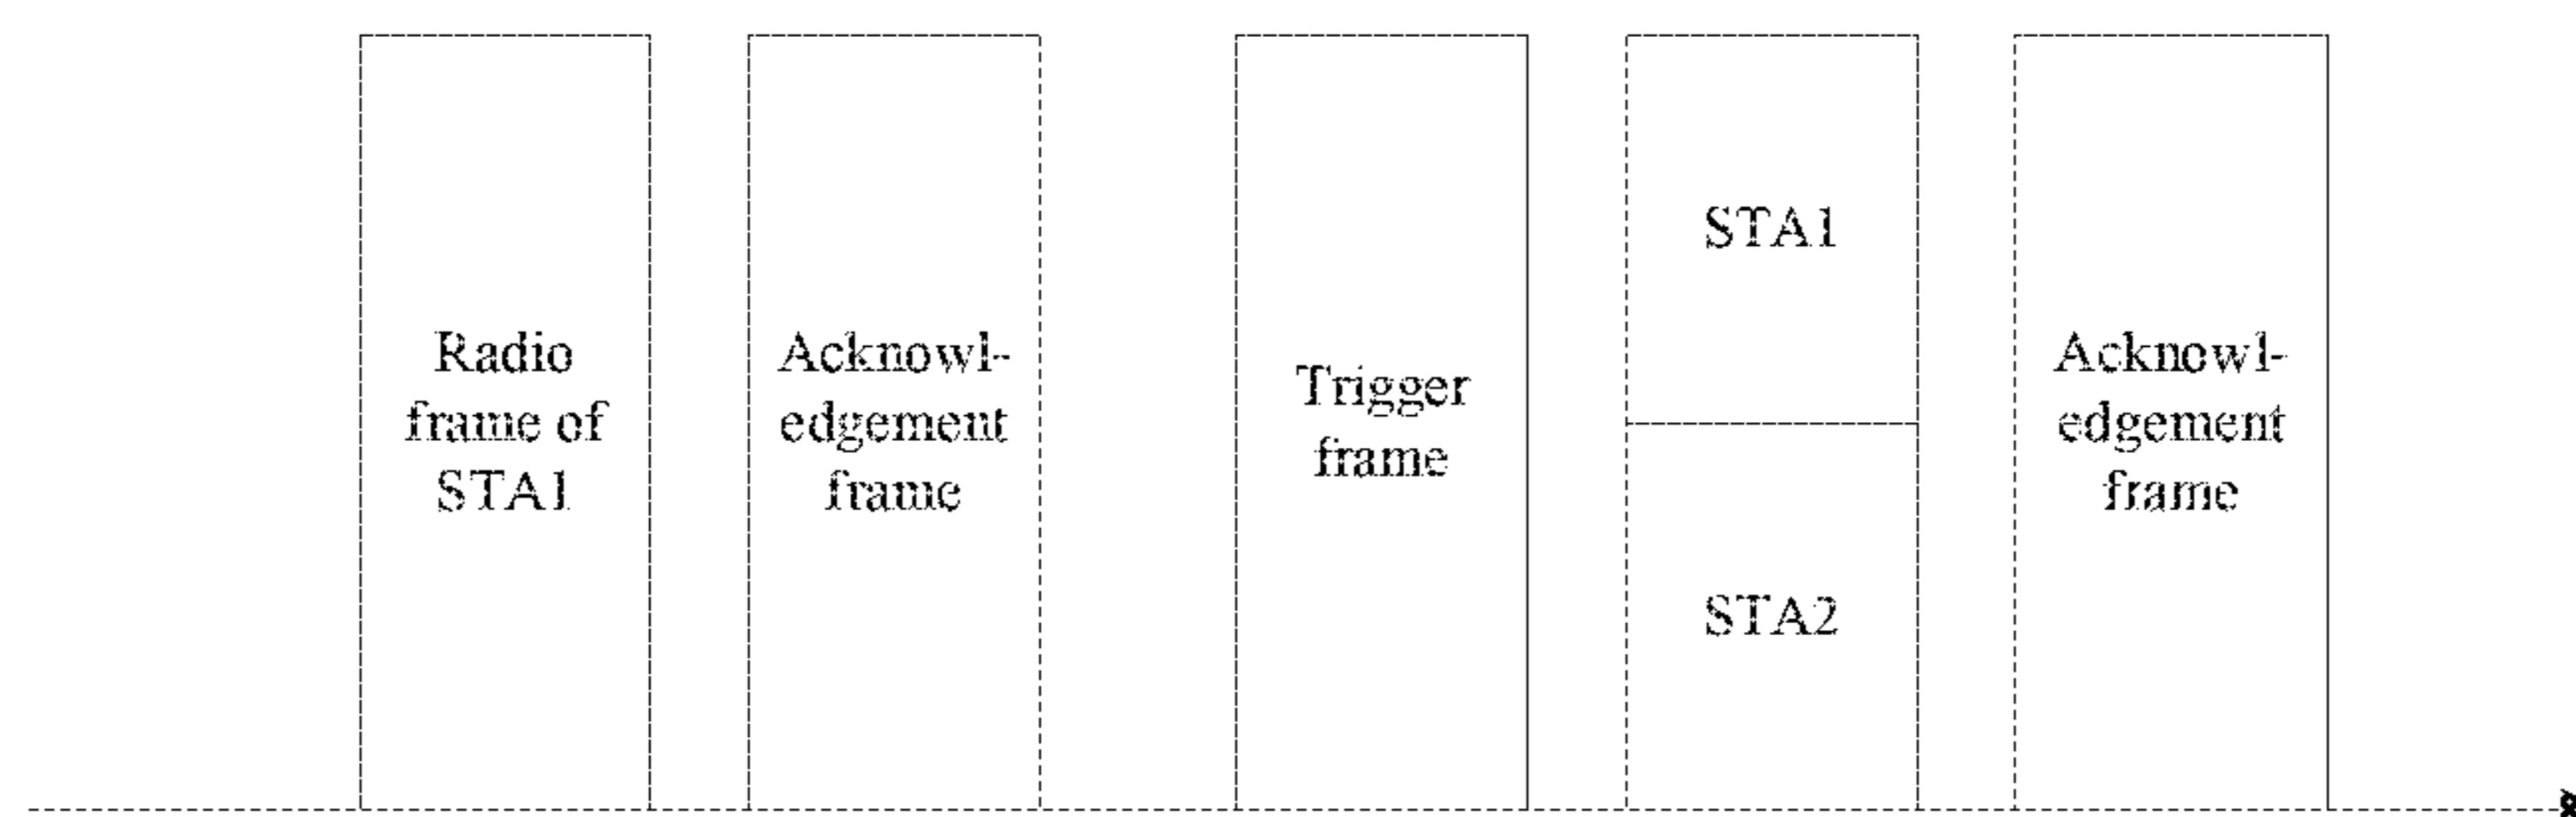 Radio
frame of
STA1
Acknowl-
edgement
frame
Trigger
frame
STA1
STA2
Acknowl-
edgement
frame